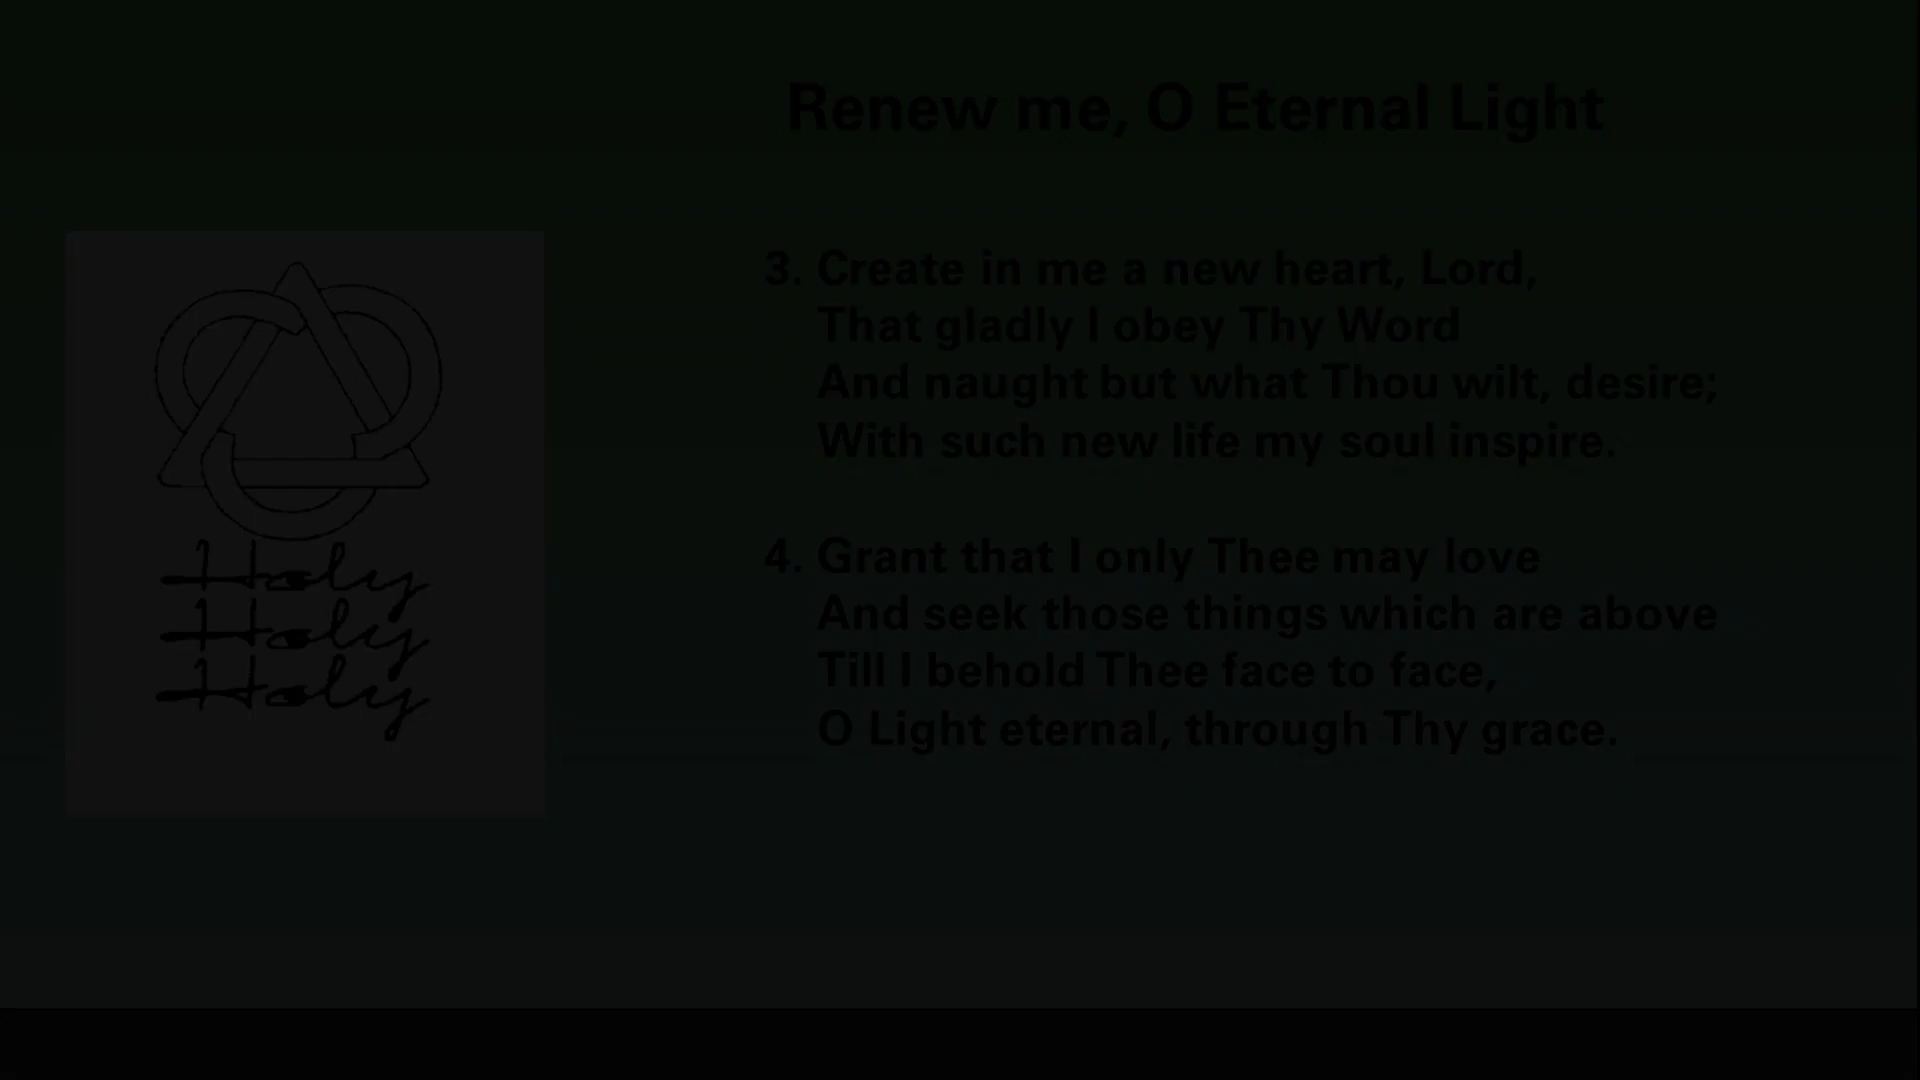 Renew me, O Eternal Light
3. Create in me a new heart, Lord,
That gladly I obey Thy Word
And naught but what Thou wilt, desire;
With such new life my soul inspire.
4. Grant that I only Thee may love
And seek those things which are above
Till I behold Thee face to face,
O Light eternal, through Thy grace.
Holy
Holy
Holy